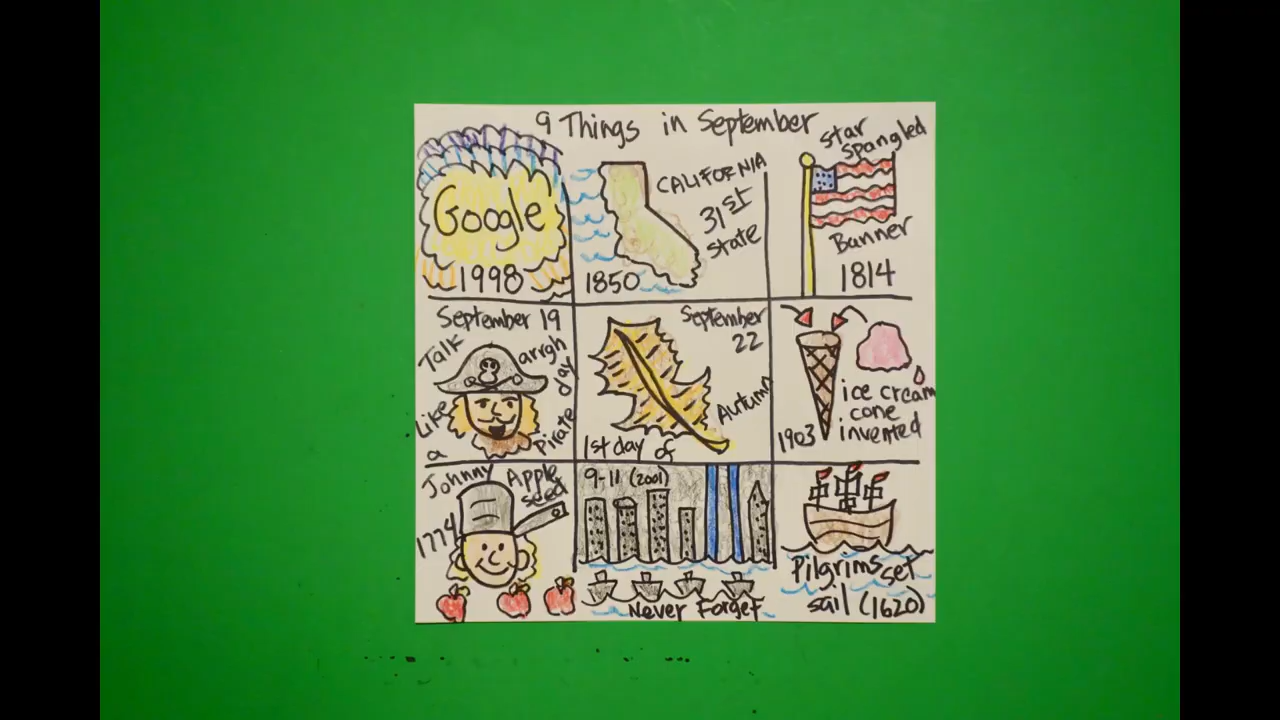 9 Things in September
Google
1998
CALIFORNIA
31st
state
1850
Star
spangled
Banner
1814
September 19
Talk
Like
a
Pirate
day
arrgh
September
22
1st day of
Autumn
ice cream
cone
invented
1903
Johnny
Apple
seed
1774
9-11 (2001)
Never Forget
Pilgrims set
sail (1620)